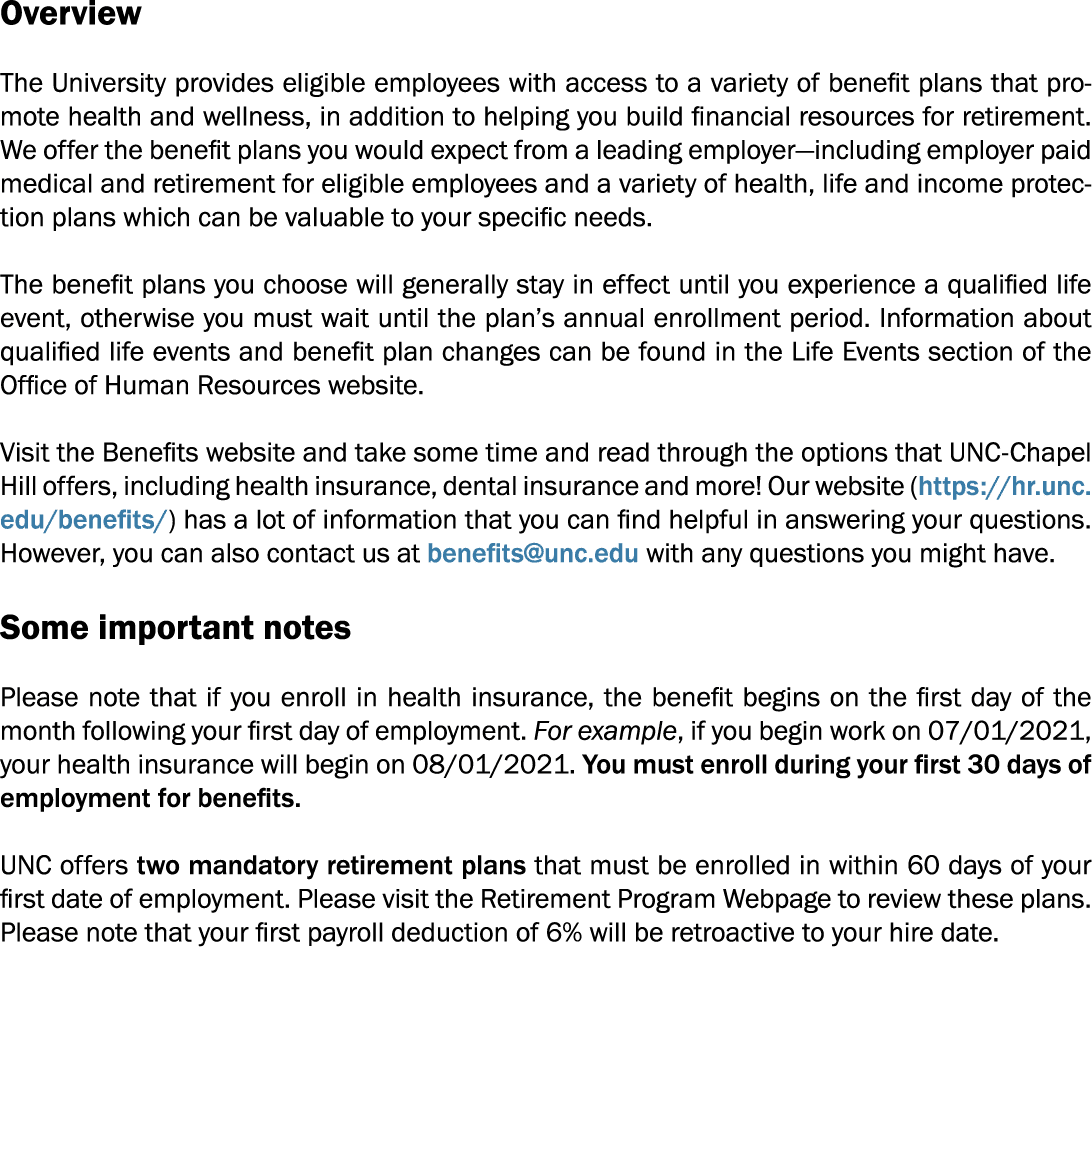 Overview
The University provides eligible employees with access to a variety of benefit plans that pro-
mote health and wellness, in addition to helping you build financial resources for retirement.
We offer the benefit plans you would expect from a leading employer—including employer paid
medical and retirement for eligible employees and a variety of health, life and income protec-
tion plans which can be valuable to your specific needs.
The benefit plans you choose will generally stay in effect until you experience a qualified life
event, otherwise you must wait until the plan’s annual enrollment period. Information about
qualified life events and benefit plan changes can be found in the Life Events section of the
Office of Human Resources website.
Visit the Benefits website and take some time and read through the options that UNC-Chapel
Hill offers, including health insurance, dental insurance and more! Our website (https://hr.unc.
edu/benefits/) has a lot of information that you can find helpful in answering your questions.
However, you can also contact us at benefits@unc.edu with any questions you might have.
Some important notes
Please note that if you enroll in health insurance, the benefit begins on the first day of the
month following your first day of employment. For example, if you begin work on 07/01/2021,
your health insurance will begin on 08/01/2021. You must enroll during your first 30 days of
employment for benefits.
UNC offers two mandatory retirement plans that must be enrolled in within 60 days of your
first date of employment. Please visit the Retirement Program Webpage to review these plans.
Please note that your first payroll deduction of 6% will be retroactive to your hire date.